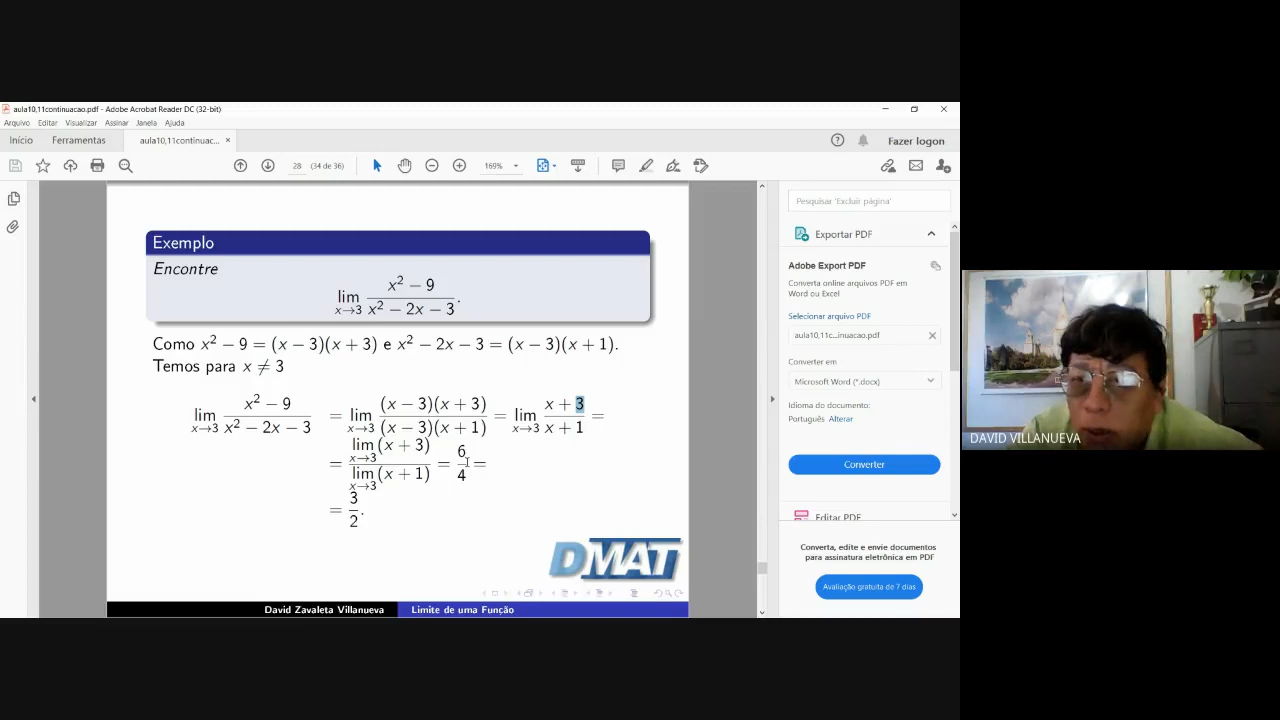 aula10,11continuacao.pdf - Adobe Acrobat Reader DC (32-bit)
Arquivo Editar Visualizar Assinar Janela Ajuda
Início Ferramentas aula10,11continuac... × Fazer logon
28 (34 de 36) 169%
Pesquisar 'Excluir página'
Exportar PDF
Adobe Export PDF
Converta online arquivos PDF em
Word ou Excel
Selecionar arquivo PDF
aula10,11c...inuacao.pdf
Converter em
Microsoft Word (*.docx)
Idioma do documento:
Português Alterar
Converter
Editar PDF
Converta, edite e envie documentos
para assinatura eletrônica em PDF
Avaliação gratuita de 7 dias
Exemplo
Encontre
lim x→3 (x² − 9)/(x² − 2x − 3).
Como x² − 9 = (x − 3)(x + 3) e x² − 2x − 3 = (x − 3)(x + 1).
Temos para x ≠ 3
lim x→3 (x² − 9)/(x² − 2x − 3) = lim x→3 (x − 3)(x + 3)/(x − 3)(x + 1) = lim x→3 (x + 3)/(x + 1) =
= lim x→3 (x + 3)/lim x→3 (x + 1) = 6/4 =
= 3/2.
DMAT
David Zavaleta Villanueva Limite de uma Função
DAVID VILLANUEVA